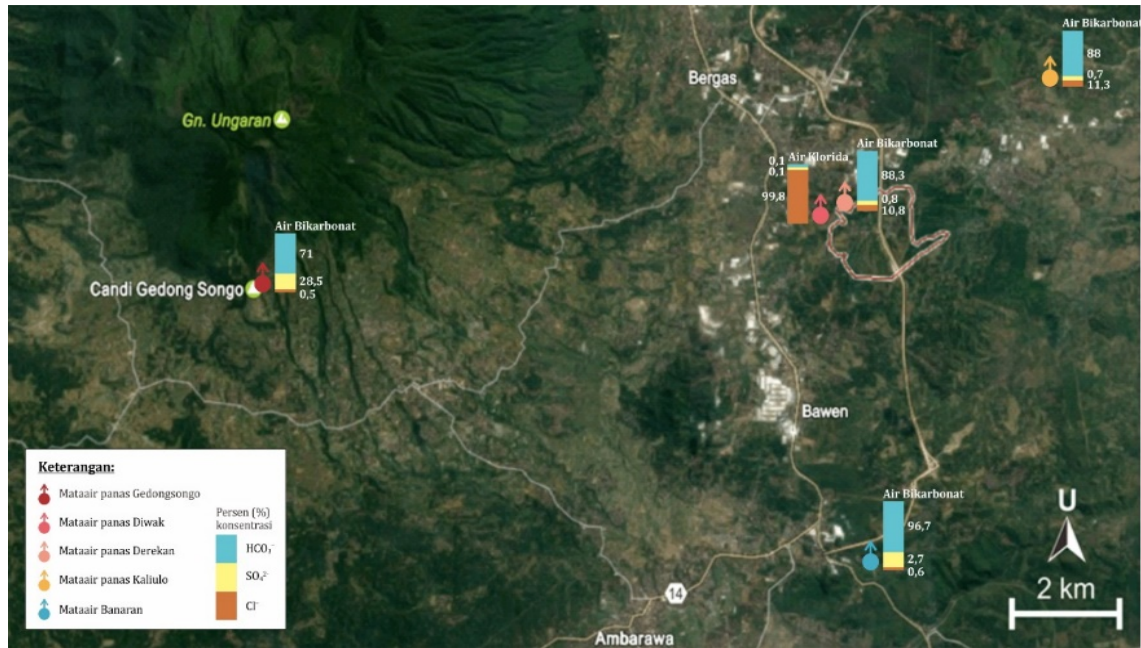 Air Bikarbonat
88
0,7
11,3
Bergas
Gn. Ungaran
Air Bikarbonat
88,3
0,8
10,8
Air Klorida
0,1
0,1
99,8
Air Bikarbonat
71
28,5
0,5
Candi Gedong Songo
Bawen
Air Bikarbonat
96,7
2,7
0,6
14
Ambarawa
U
2 km
Keterangan:
Mataair panas Gedongsongo
Mataair panas Diwak
Mataair panas Derekan
Mataair panas Kaliulo
Mataair Banaran
Persen (%)
konsentrasi
HCO₃⁻
SO₄²⁻
Cl⁻